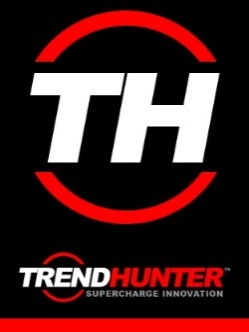 TH
TRENDHUNTER™
SUPERCHARGE INNOVATION